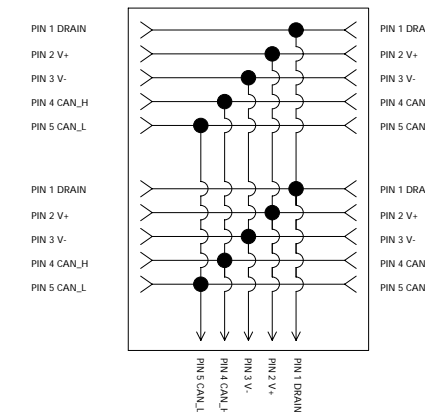 PIN 1 DRAIN PIN 1 DRA
PIN 2 V+ PIN 2 V+
PIN 3 V- PIN 3 V-
PIN 4 CAN_H PIN 4 CAN
PIN 5 CAN_L PIN 5 CAN
PIN 1 DRAIN PIN 1 DRA
PIN 2 V+ PIN 2 V+
PIN 3 V- PIN 3 V-
PIN 4 CAN_H PIN 4 CAN
PIN 5 CAN_L PIN 5 CAN
PIN 5 CAN_L
PIN 4 CAN_H
PIN 3 V-
PIN 2 V+
PIN 1 DRAIN